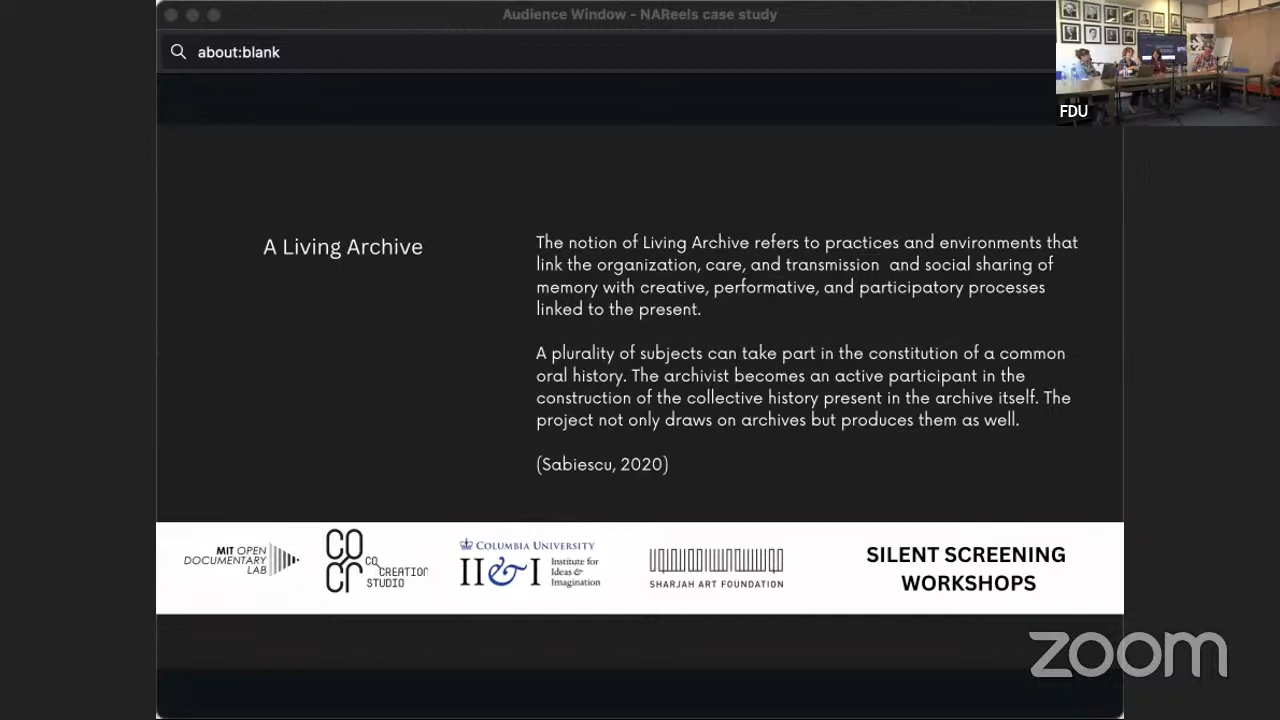 Audience Window - NAReels case study
about:blank
FDU
A Living Archive
The notion of Living Archive refers to practices and environments that
link the organization, care, and transmission  and social sharing of
memory with creative, performative, and participatory processes
linked to the present.
A plurality of subjects can take part in the constitution of a common
oral history. The archivist becomes an active participant in the
construction of the collective history present in the archive itself. The
project not only draws on archives but produces them as well.
(Sabiescu, 2020)
MIT OPEN
DOCUMENTARY
LAB
CO
Cr
CO
CREATION
STUDIO
COLUMBIA UNIVERSITY
II&I
Institute for
Ideas &
Imagination
SHARJAH ART FOUNDATION
SILENT SCREENING
WORKSHOPS
zoom